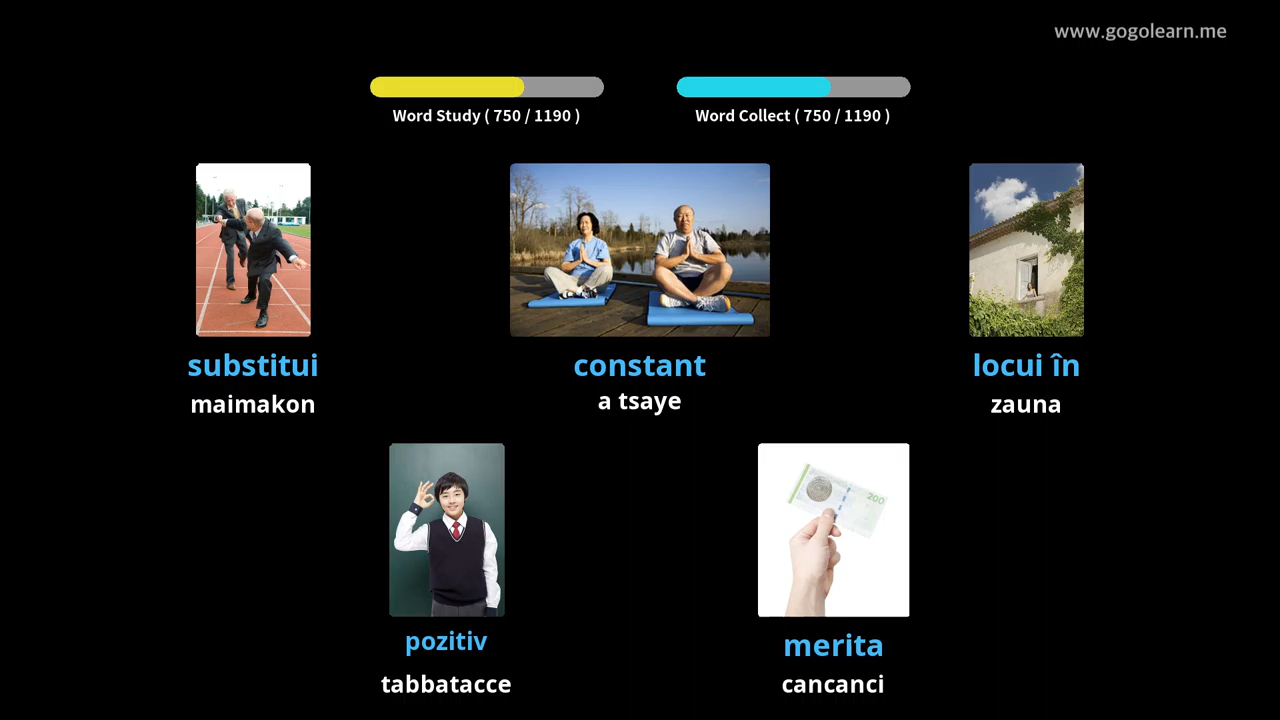 www.gogolearn.me
Word Study ( 750 / 1190 )
Word Collect ( 750 / 1190 )
substitui
maimakon
constant
a tsaye
locui în
zauna
pozitiv
tabbatacce
merita
cancanci
200